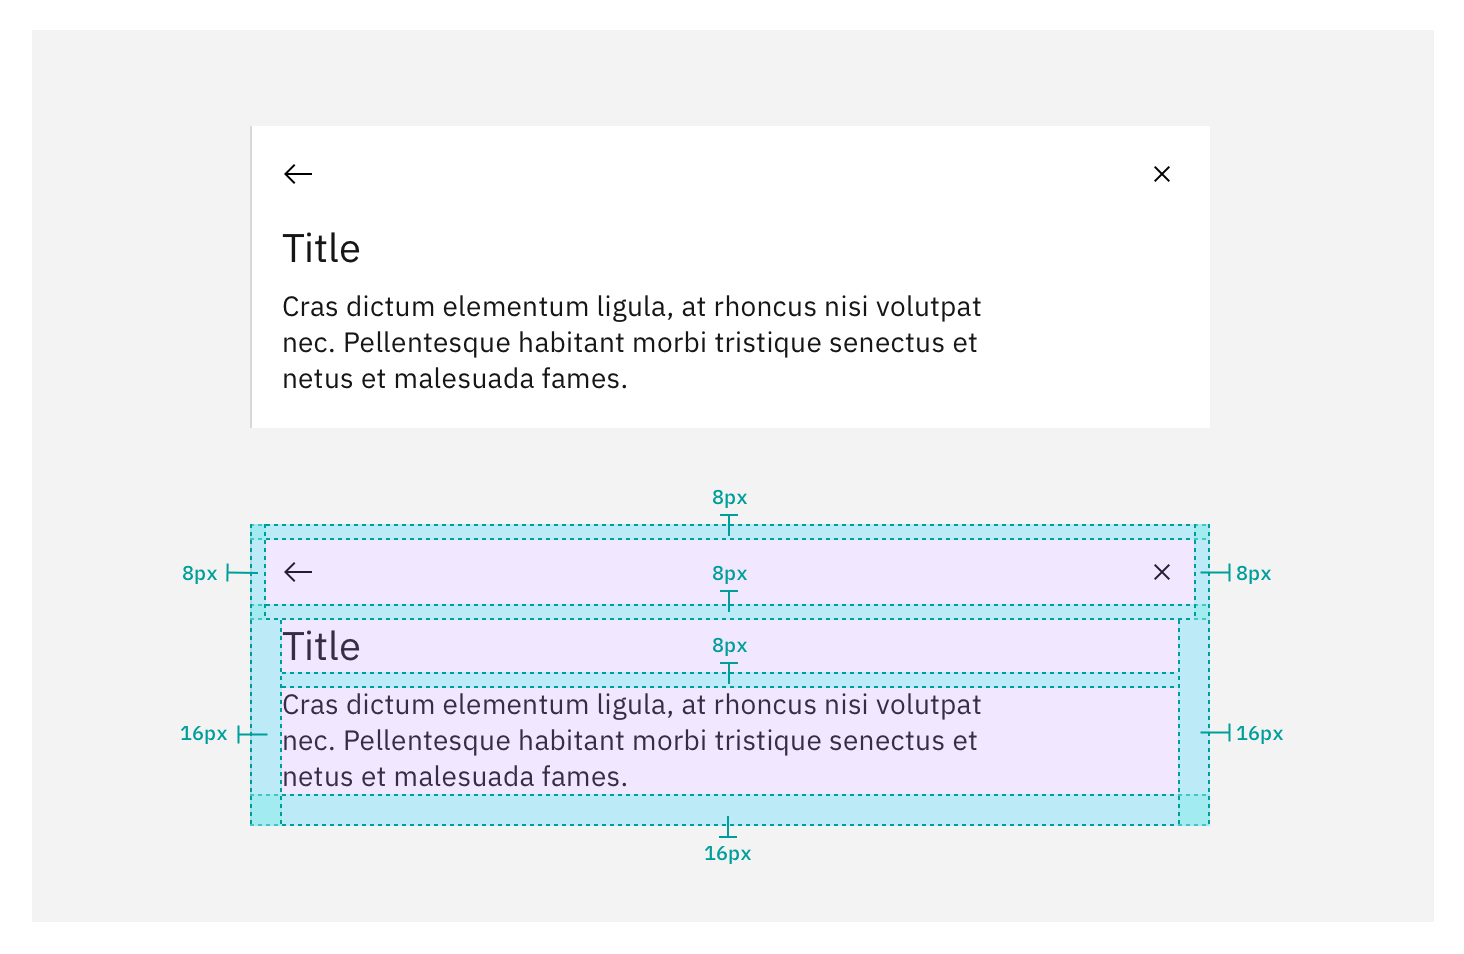 Title
Cras dictum elementum ligula, at rhoncus nisi volutpat
nec. Pellentesque habitant morbi tristique senectus et
netus et malesuada fames.
8px
8px
8px
8px
Title
8px
Cras dictum elementum ligula, at rhoncus nisi volutpat
16px
nec. Pellentesque habitant morbi tristique senectus et
16px
netus et malesuada fames.
16px